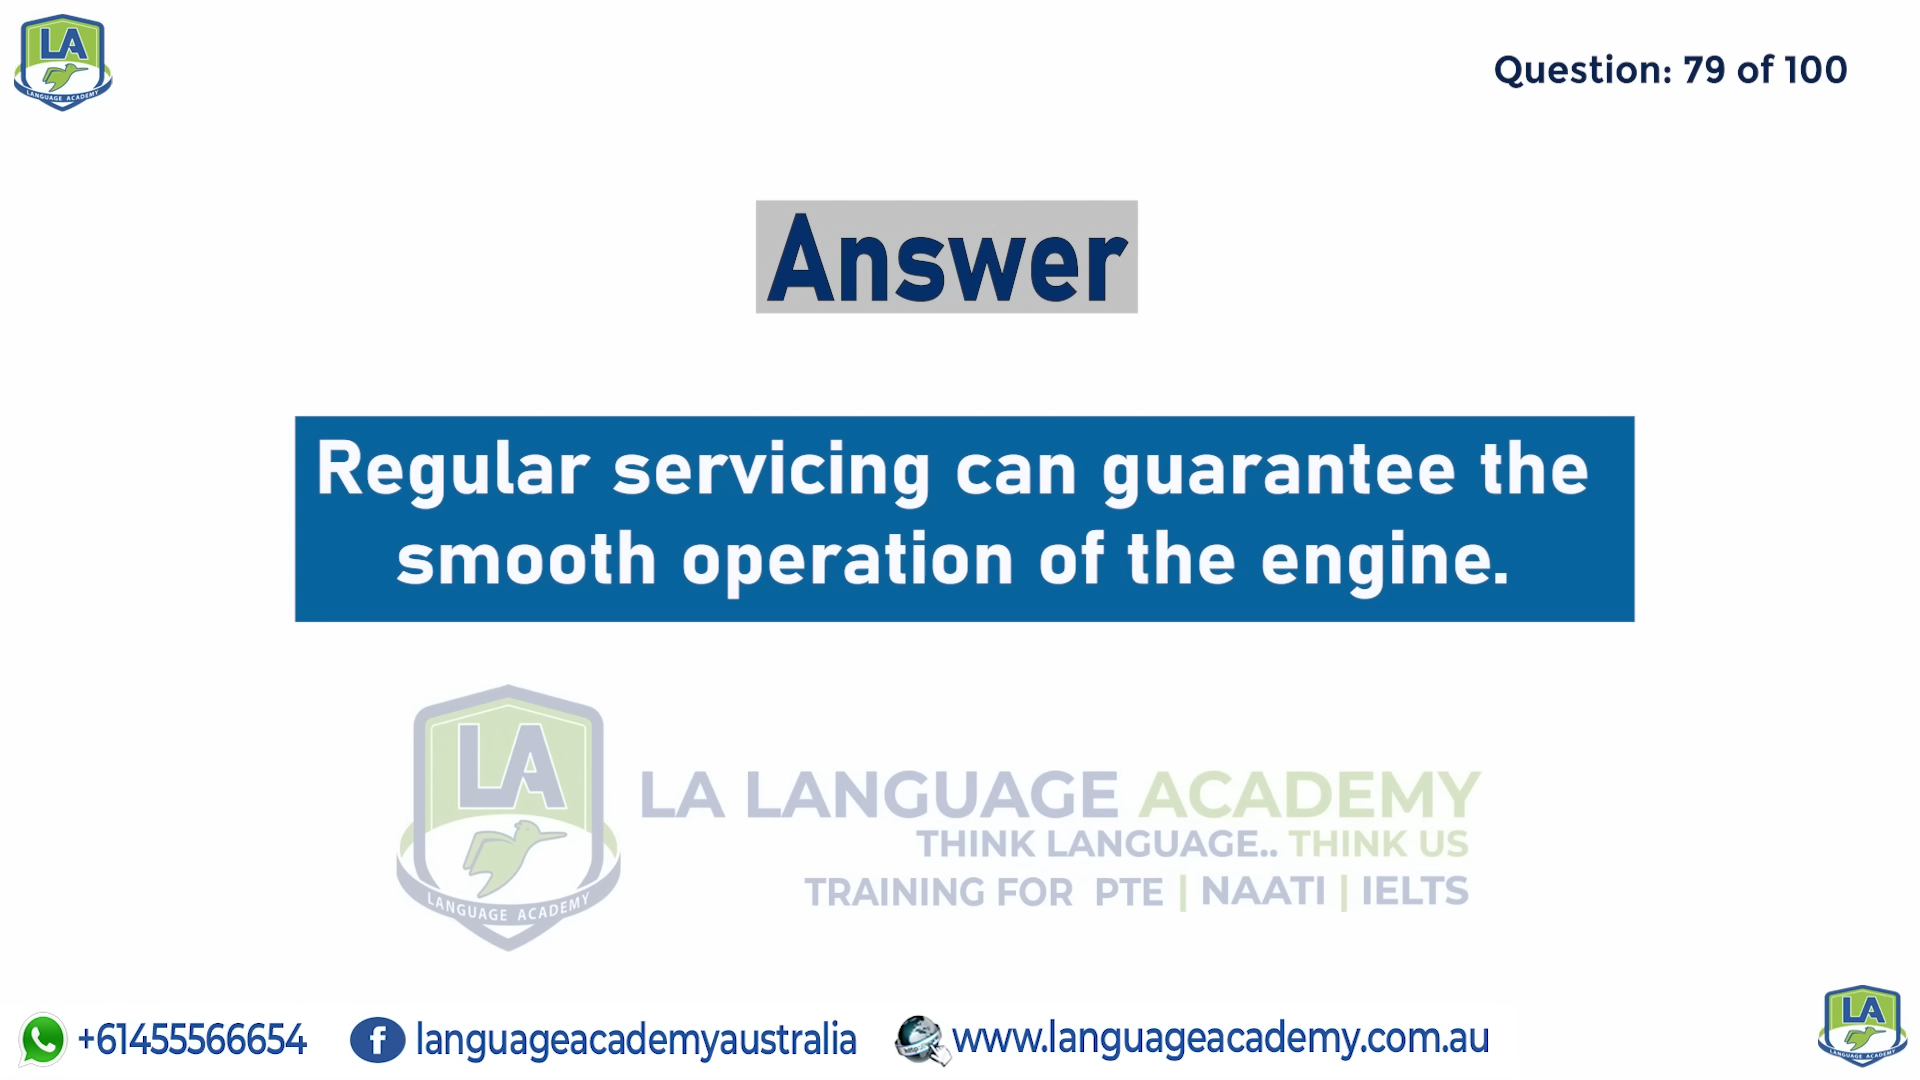 LA
LANGUAGE ACADEMY
Question: 79 of 100
Answer
Regular servicing can guarantee the
smooth operation of the engine.
LA
LANGUAGE ACADEMY
LA LANGUAGE ACADEMY
THINK LANGUAGE.. THINK US
TRAINING FOR PTE | NAATI | IELTS
+61455566654
languageacademyaustralia
www.languageacademy.com.au
LA
LANGUAGE ACADEMY